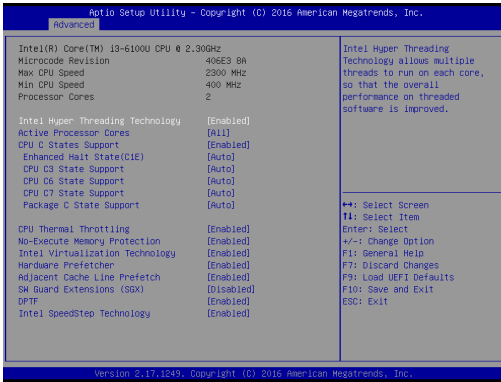 Aptio Setup Utility – Copyright (C) 2016 American Megatrends, Inc.
Advanced
Intel(R) Core(TM) i3-6100U CPU @ 2.30GHz
Microcode Revision 406E3 8A
Max CPU Speed 2300 MHz
Min CPU Speed 400 MHz
Processor Cores 2
Intel Hyper Threading Technology [Enabled]
Active Processor Cores [All]
CPU C States Support [Enabled]
Enhanced Halt State(C1E) [Auto]
CPU C3 State Support [Auto]
CPU C6 State Support [Auto]
CPU C7 State Support [Auto]
Package C State Support [Auto]
CPU Thermal Throttling [Enabled]
No-Execute Memory Protection [Enabled]
Intel Virtualization Technology [Enabled]
Hardware Prefetcher [Enabled]
Adjacent Cache Line Prefetch [Enabled]
SW Guard Extensions (SGX) [Disabled]
DPTF [Enabled]
Intel SpeedStep Technology [Enabled]
Intel Hyper Threading
Technology allows multiple
threads to run on each core,
so that the overall
performance on threaded
software is improved.
↔: Select Screen
↑↓: Select Item
Enter: Select
+/-: Change Option
F1: General Help
F7: Discard Changes
F9: Load UEFI Defaults
F10: Save and Exit
ESC: Exit
Version 2.17.1249. Copyright (C) 2016 American Megatrends, Inc.